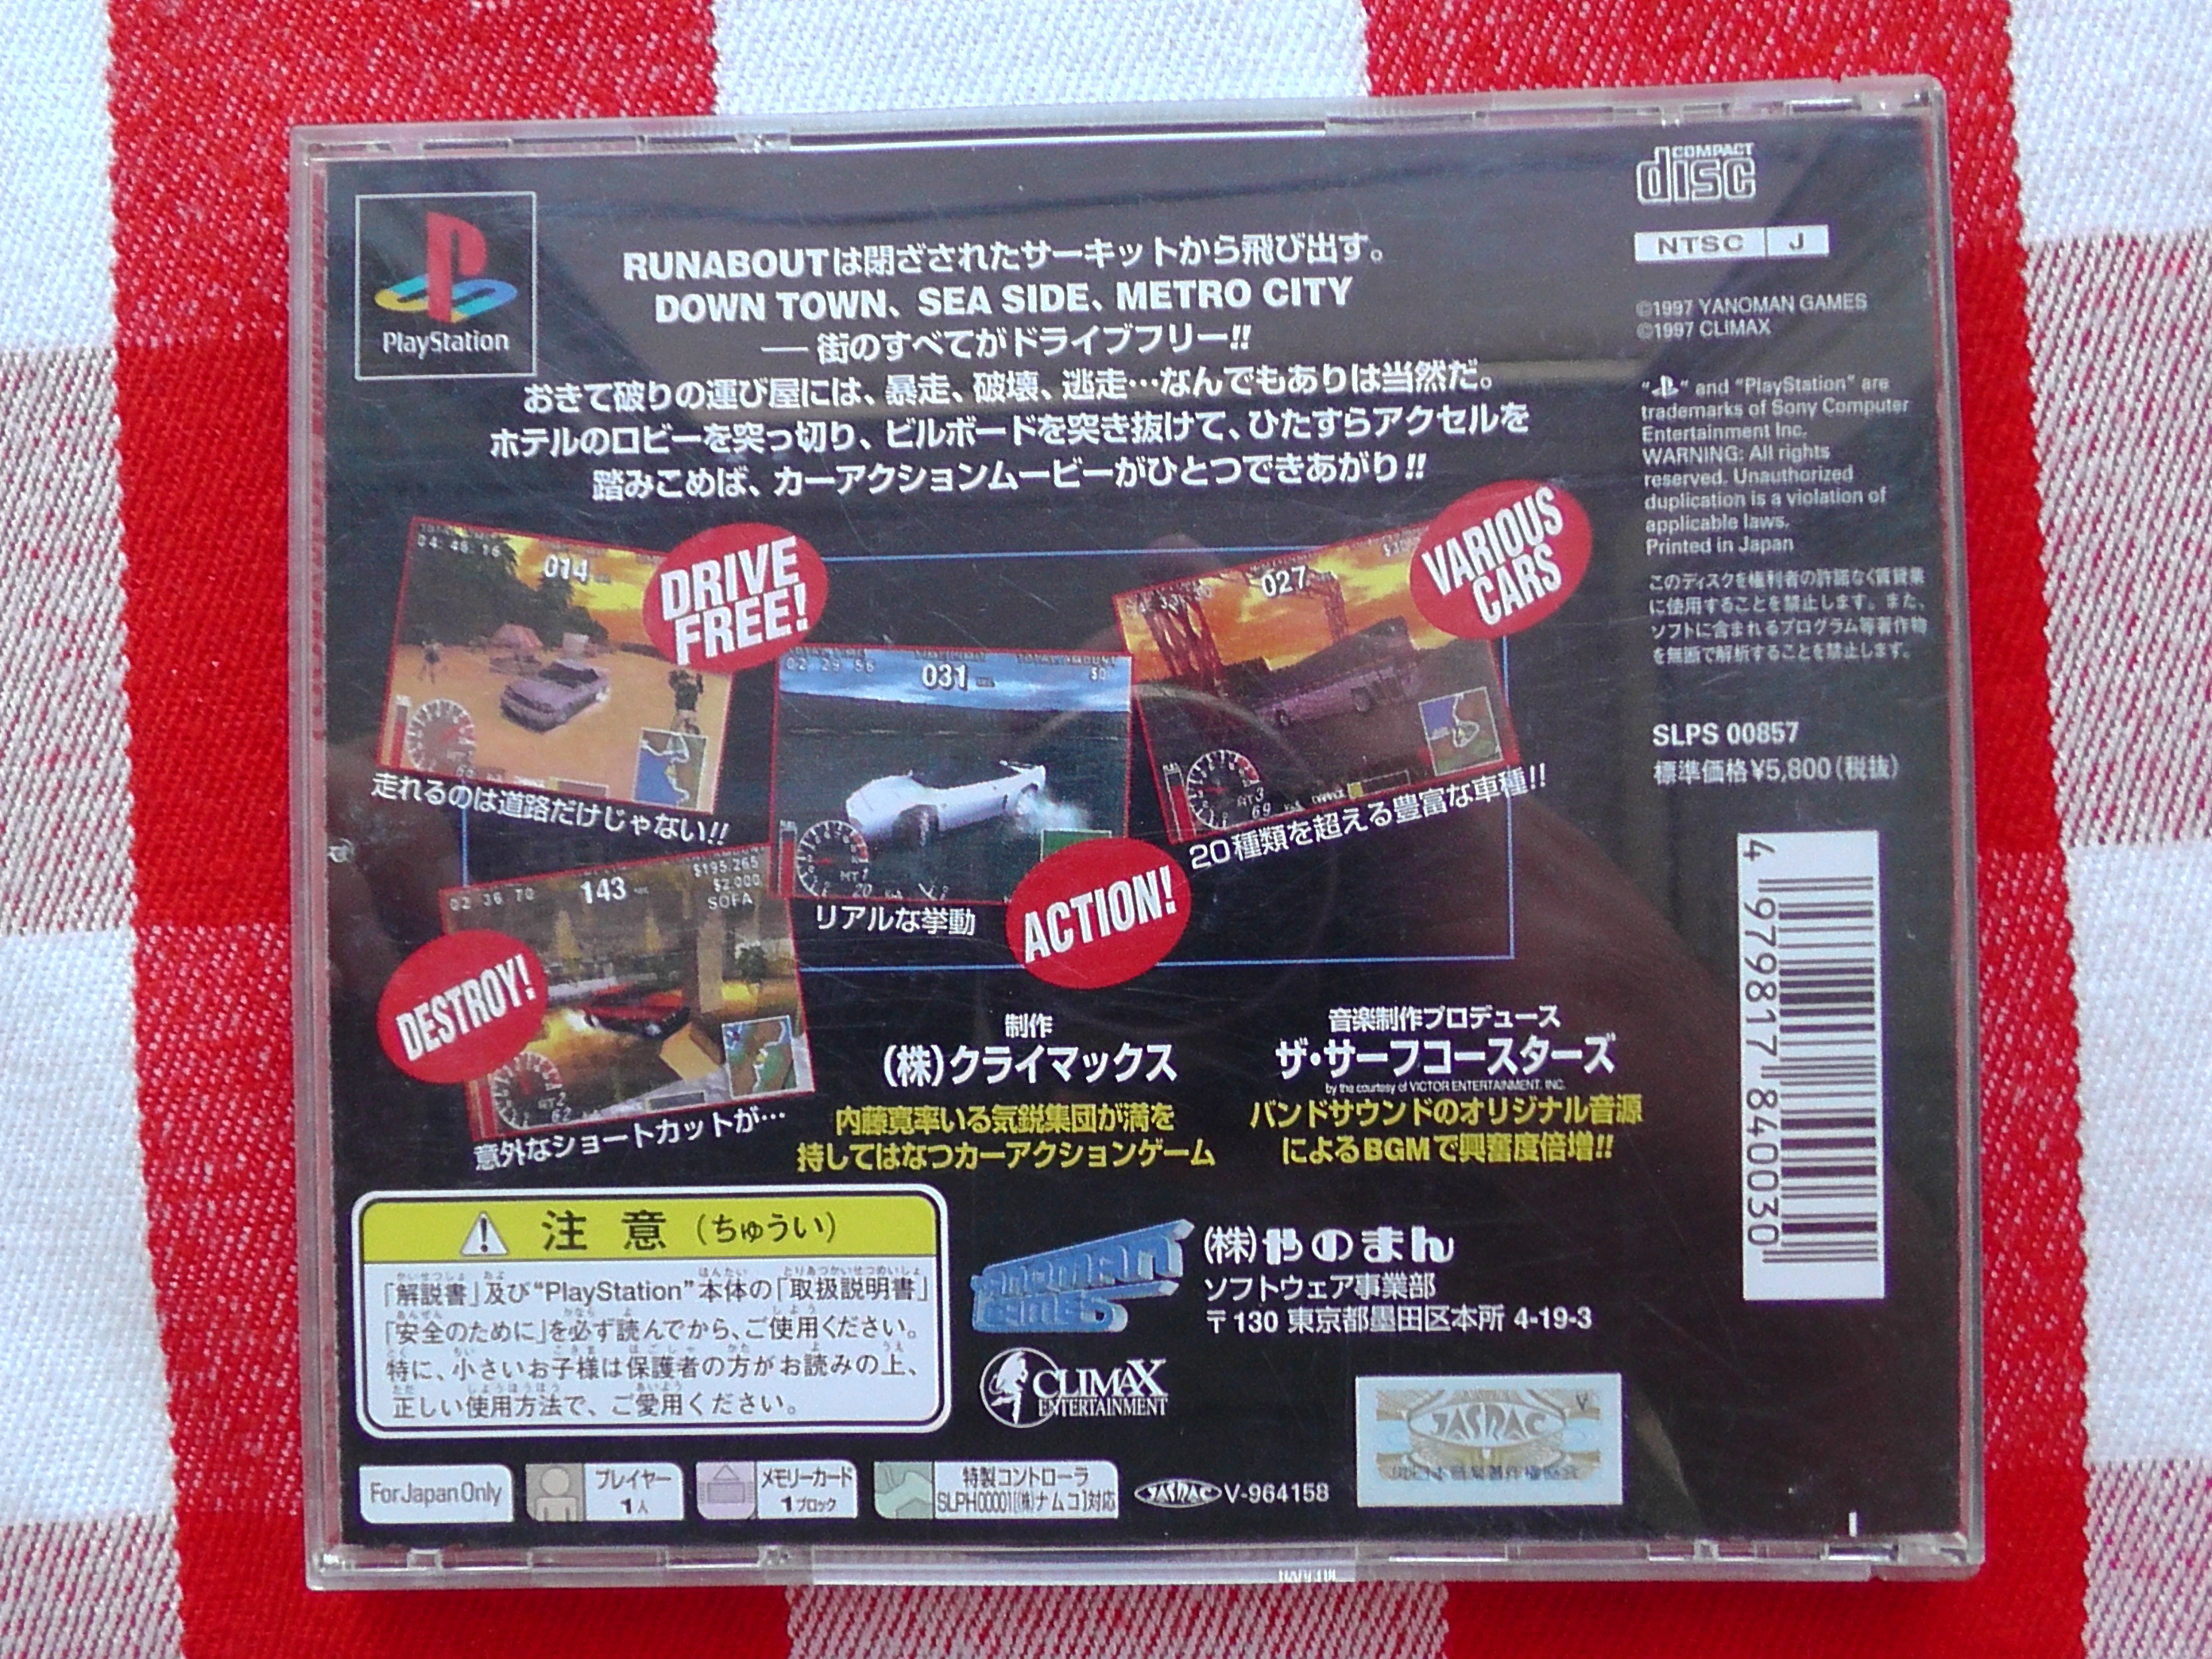 PlayStation
RUNABOUTは閉ざされたサーキットから飛び出す。
DOWN TOWN、SEA SIDE、METRO CITY
── 街のすべてがドライブフリー!!
おきて破りの運び屋には、暴走、破壊、逃走…なんでもありは当然だ。
ホテルのロビーを突っ切り、ビルボードを突き抜けて、ひたすらアクセルを
踏みこめば、カーアクションムービーがひとつできあがり!!
COMPACT
disc
NTSC J
©1997 YANOMAN GAMES
©1997 CLIMAX
" " and "PlayStation" are
trademarks of Sony Computer
Entertainment Inc.
WARNING: All rights
reserved. Unauthorized
duplication is a violation of
applicable laws.
Printed in Japan
このディスクを権利者の許諾なく賃貸業
に使用することを禁止します。また、
ソフトに含まれるプログラム等著作物
を無断で解析することを禁止します。
SLPS 00857
標準価格¥5,800(税抜)
4 979817 840030
04 48 16
014
DRIVE
FREE!
走れるのは道路だけじゃない!!
02 29 56
031
TOTAL AMOUNT
$0
MT1
20
リアルな挙動
ACTION!
027
VARIOUS
CARS
MT3
69
20種類を超える豊富な車種!!
02 36 70
143
$195.265
$2.000
SOFA
MT2
62
DESTROY!
意外なショートカットが…
制作
(株)クライマックス
内藤寛率いる気鋭集団が満を
持してはなつカーアクションゲーム
音楽制作プロデュース
ザ・サーフコースターズ
by the courtesy of VICTOR ENTERTAINMENT, INC.
バンドサウンドのオリジナル音源
によるBGMで興奮度倍増!!
注 意 (ちゅうい)
「解説書」及び"PlayStation"本体の「取扱説明書」
「安全のために」を必ず読んでから、ご使用ください。
特に、小さいお子様は保護者の方がお読みの上、
正しい使用方法で、ご愛用ください。
YANOMAN
GAMES
(株)やのまん
ソフトウェア事業部
〒130 東京都墨田区本所 4-19-3
CLIMAX
ENTERTAINMENT
For Japan Only
プレイヤー
1人
メモリーカード
1ブロック
特製コントローラ
SLPH00001[(株)ナムコ]対応
JASRAC V-964158
JASRAC